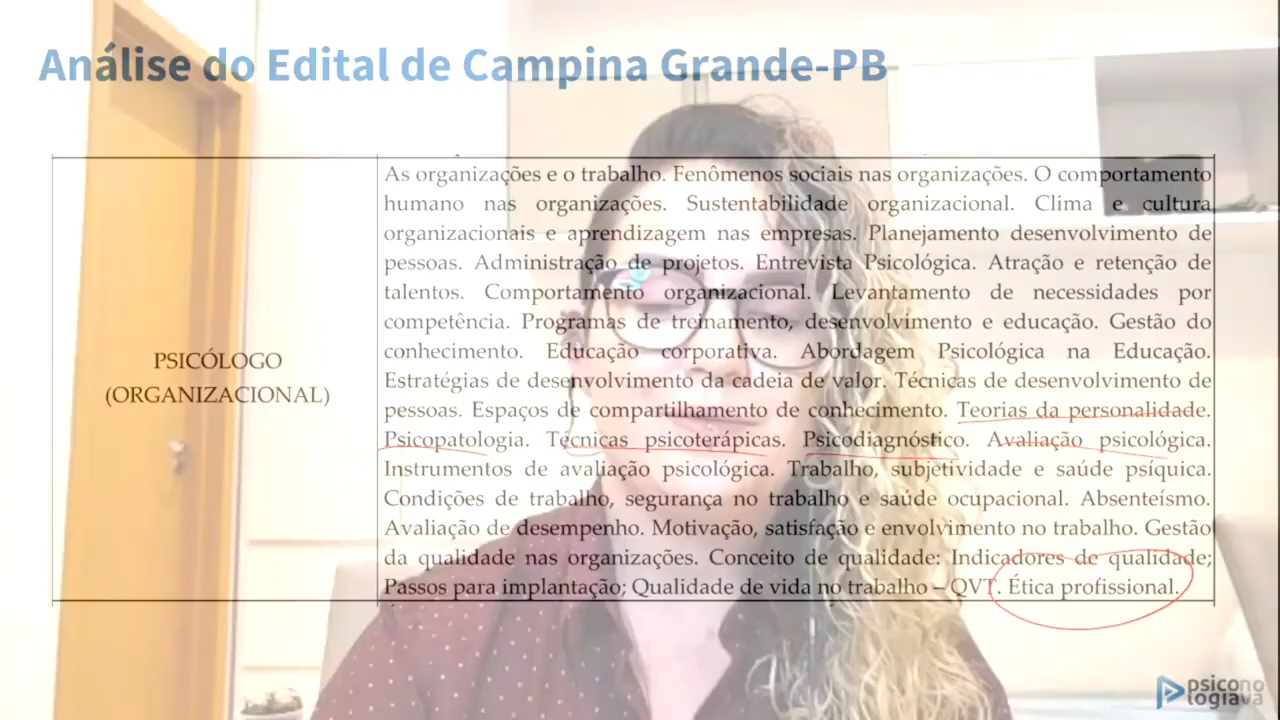 Análise do Edital de Campina Grande-PB
As organizações e o trabalho. Fenômenos sociais nas organizações. O comportamento
humano nas organizações. Sustentabilidade organizacional. Clima e cultura
organizacionais e aprendizagem nas empresas. Planejamento desenvolvimento de
pessoas. Administração de projetos. Entrevista Psicológica. Atração e retenção de
talentos. Comportamento organizacional. Levantamento de necessidades por
competência. Programas de treinamento, desenvolvimento e educação. Gestão do
conhecimento. Educação corporativa. Abordagem Psicológica na Educação.
PSICÓLOGO
(ORGANIZACIONAL)
Estratégias de desenvolvimento da cadeia de valor. Técnicas de desenvolvimento de
pessoas. Espaços de compartilhamento de conhecimento. Teorias da personalidade.
Psicopatologia. Técnicas psicoterápicas. Psicodiagnóstico. Avaliação psicológica.
Instrumentos de avaliação psicológica. Trabalho, subjetividade e saúde psíquica.
Condições de trabalho, segurança no trabalho e saúde ocupacional. Absenteísmo.
Avaliação de desempenho. Motivação, satisfação e envolvimento no trabalho. Gestão
da qualidade nas organizações. Conceito de qualidade: Indicadores de qualidade;
Passos para implantação; Qualidade de vida no trabalho – QVT. Ética profissional.
psicono
logiava